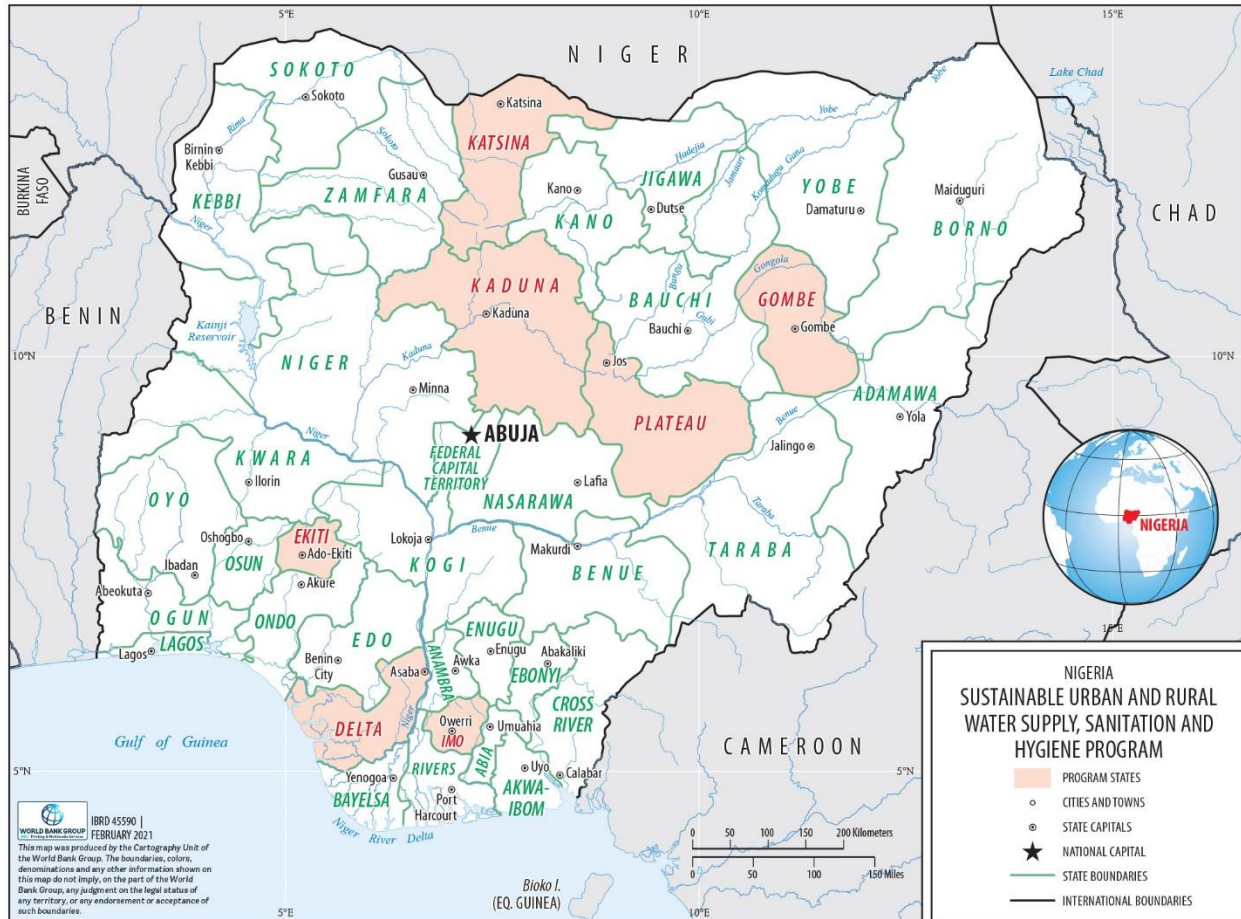 5°E
10°E
15°E
NIGER
SOKOTO
Sokoto
Katsina
KATSINA
Rima
Sokoto
Birnin
Kebbi
KEBBI
Gusau
ZAMFARA
Niger
BURKINA
FASO
Kano
KANO
Hadejia
JIGAWA
Dutse
Jamaari
Komadugu Gana
Yobe
YOBE
Damaturu
Yobe
Lake Chad
Maiduguri
BORNO
CHAD
BENIN
Kainji
Reservoir
NIGER
KADUNA
Kaduna
Kaduna
Minna
BAUCHI
Bunga
Bauchi
Gubi
Gongola
GOMBE
Gombe
Jos
PLATEAU
10°N
10°N
ADAMAWA
Yola
Benue
Jalingo
Taraba
TARABA
Niger
KWARA
Ilorin
ABUJA
FEDERAL
CAPITAL
TERRITORY
NASARAWA
Lafia
OYO
Oshogbo
OSUN
Ibadan
EKITI
Ado-Ekiti
Akure
Lokoja
KOGI
Benue
Makurdi
BENUE
Abeokuta
OGUN
LAGOS
Lagos
ONDO
EDO
Benin
City
Asaba
ANAMBRA
ENUGU
Enugu
Awka
Abakaliki
EBONYI
CROSS
RIVER
DELTA
Niger
Owerri
IMO
Umuahia
ABIA
RIVERS
Uyo
Calabar
AKWA-
IBOM
Yenogoa
BAYELSA
Port
Harcourt
Niger River Delta
Gulf of Guinea
5°N
5°N
CAMEROON
Bioko I.
(EQ. GUINEA)
NIGERIA
15°E
0 50 100 150 200 Kilometers
0 50 100 150 Miles
NIGERIA
SUSTAINABLE URBAN AND RURAL
WATER SUPPLY, SANITATION AND
HYGIENE PROGRAM
PROGRAM STATES
CITIES AND TOWNS
STATE CAPITALS
NATIONAL CAPITAL
STATE BOUNDARIES
INTERNATIONAL BOUNDARIES
WORLD BANK GROUP
IBRD 45590 |
FEBRUARY 2021
This map was produced by the Cartography Unit of
the World Bank Group. The boundaries, colors,
denominations and any other information shown on
this map do not imply, on the part of the World
Bank Group, any judgment on the legal status of
any territory, or any endorsement or acceptance of
such boundaries.
5°E
10°E